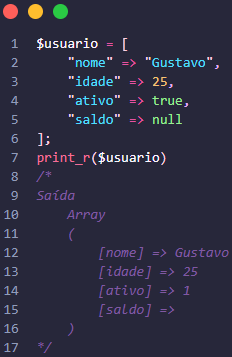 1 $usuario = [
2     "nome" => "Gustavo",
3     "idade" => 25,
4     "ativo" => true,
5     "saldo" => null
6 ];
7 print_r($usuario)
8 /*
9 Saída
10     Array
11     (
12         [nome] => Gustavo
13         [idade] => 25
14         [ativo] => 1
15         [saldo] =>
16     )
17 */